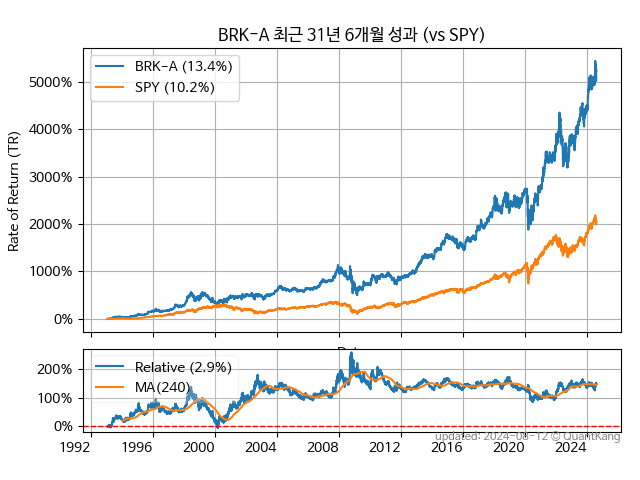 BRK-A 최근 31년 6개월 성과 (vs SPY)
BRK-A (13.4%)
SPY (10.2%)
5000%
4000%
3000%
2000%
1000%
0%
Rate of Return (TR)
Relative (2.9%)
MA(240)
200%
100%
0%
1992 1996 2000 2004 2008 2012 2016 2020 2024
updated: 2024-08-12 © QuantKang